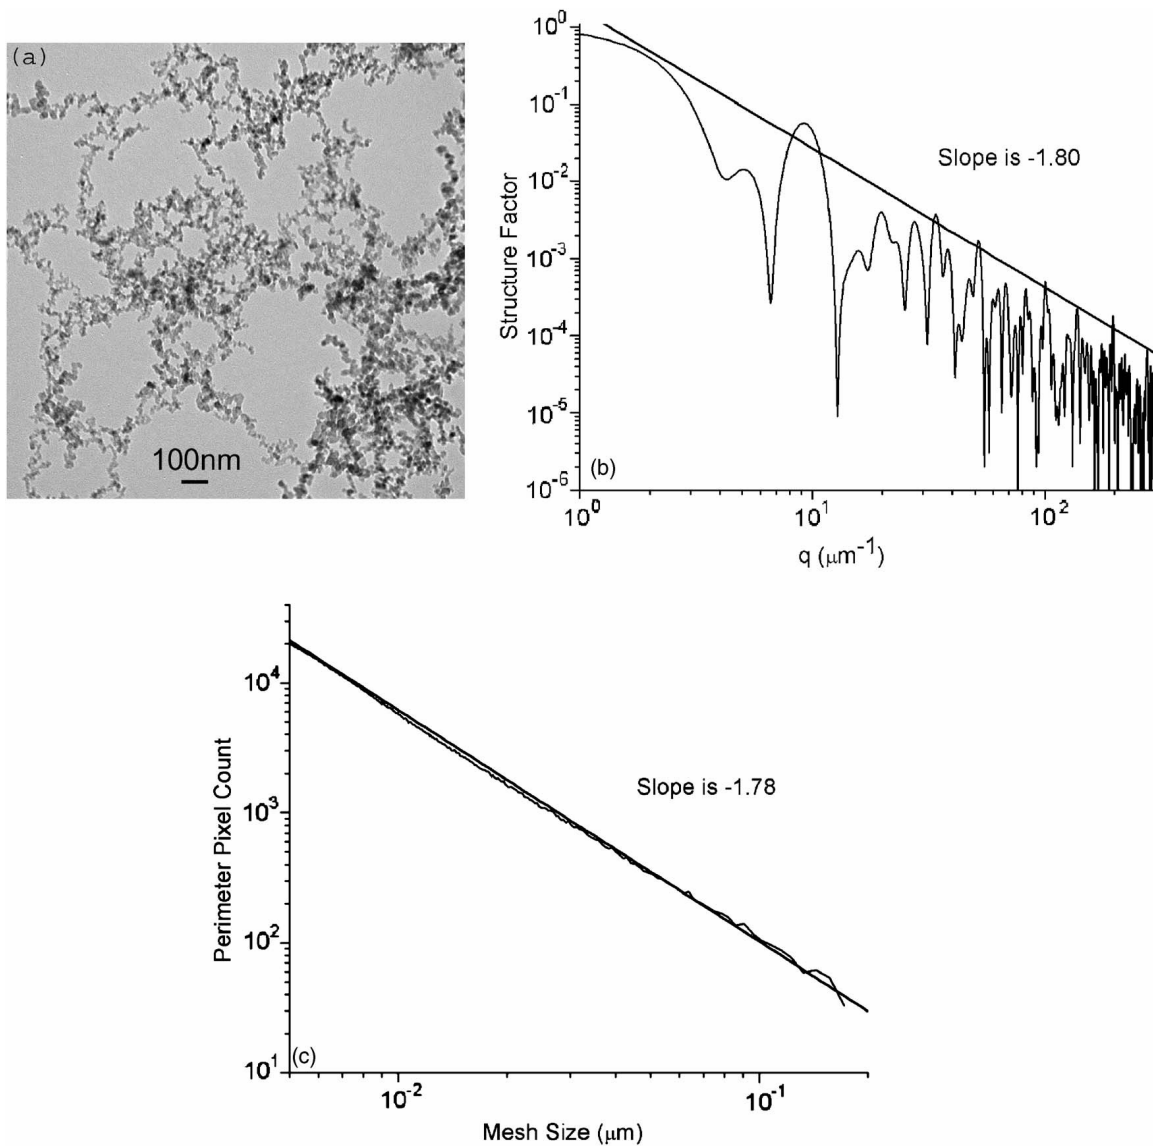 (a)
100nm
10^0
10^-1
10^-2
10^-3
10^-4
10^-5
10^-6
Structure Factor
Slope is -1.80
(b)
10^0
10^1
10^2
q (μm^-1)
10^4
10^3
10^2
10^1
Perimeter Pixel Count
Slope is -1.78
(c)
10^-2
10^-1
Mesh Size (μm)